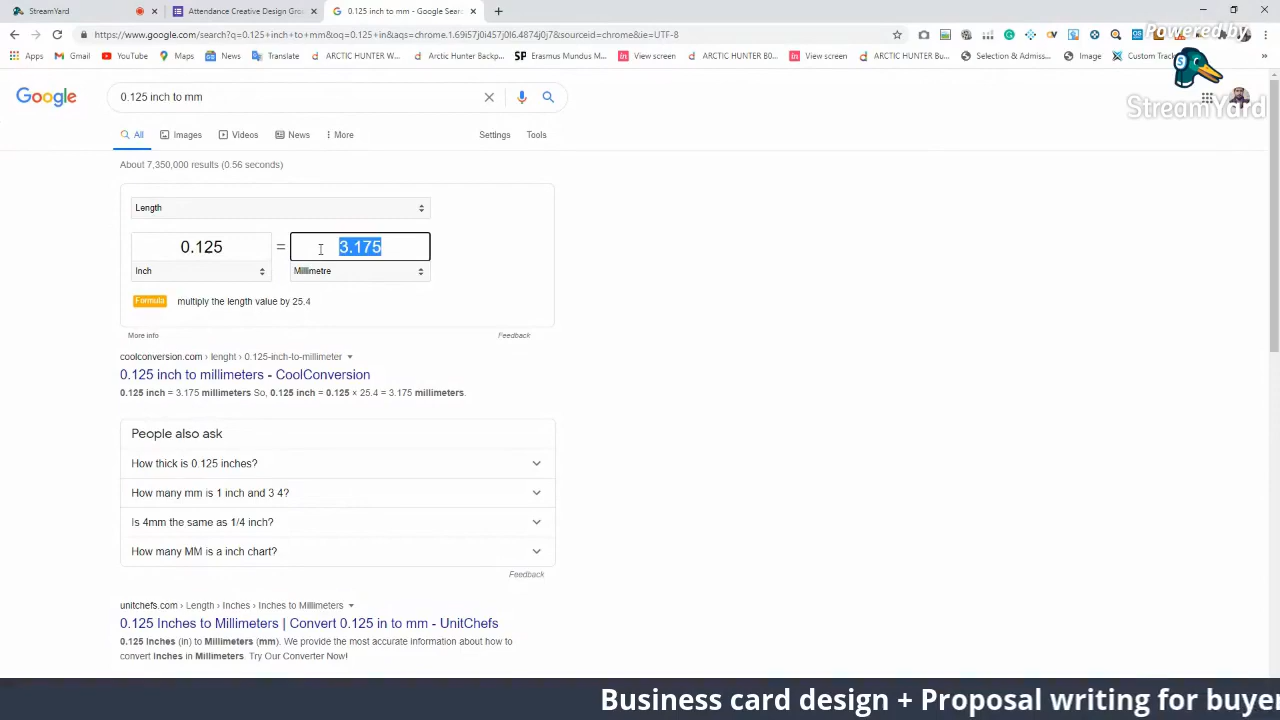 StreamYard
Attendance Creative Design Gro
0.125 inch to mm - Google Sear
https://www.google.com/search?q=0.125+inch+to+mm&oq=0.125+in&aqs=chrome.
Powered by
Apps
Gmail
YouTube
Maps
News
Translate
ARCTIC HUNTER W...
Arctic Hunter Backp...
SP Erasmus Mundus M...
View screen
ARCTIC HUNTER B0...
View screen
ARCTIC HUNTER Bu...
Selection & Admiss...
Image
Custom Track
StreamYard
Google
0.125 inch to mm
All
Images
Videos
News
More
Settings
Tools
About 7,350,000 results (0.56 seconds)
Length
0.125 = 3.175
Inch
Millimetre
Formula multiply the length value by 25.4
More info
Feedback
coolconversion.com › lenght › 0.125-inch-to-millimeter
0.125 inch to millimeters - CoolConversion
0.125 inch = 3.175 millimeters So, 0.125 inch = 0.125 × 25.4 = 3.175 millimeters.
People also ask
How thick is 0.125 inches?
How many mm is 1 inch and 3 4?
Is 4mm the same as 1/4 inch?
How many MM is a inch chart?
Feedback
unitchefs.com › Length › Inches › Inches to Millimeters
0.125 Inches to Millimeters | Convert 0.125 in to mm - UnitChefs
0.125 Inches (in) to Millimeters (mm). We provide the most accurate information about how to
convert Inches in Millimeters. Try Our Converter Now!
Business card design + Proposal writing for buyer